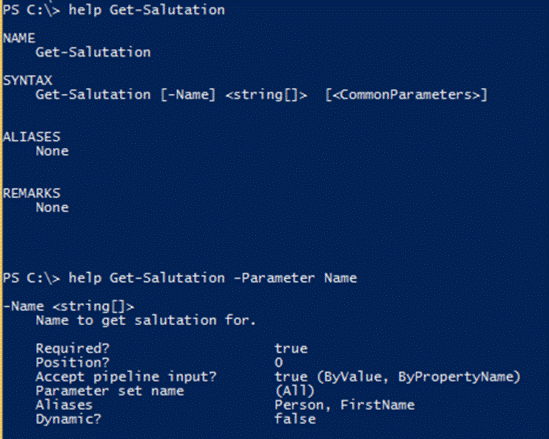 PS C:\> help Get-Salutation
NAME
Get-Salutation
SYNTAX
Get-Salutation [-Name] <string[]>  [<CommonParameters>]
ALIASES
None
REMARKS
None
PS C:\> help Get-Salutation -Parameter Name
-Name <string[]>
Name to get salutation for.
Required? true
Position? 0
Accept pipeline input? true (ByValue, ByPropertyName)
Parameter set name (All)
Aliases Person, FirstName
Dynamic? false